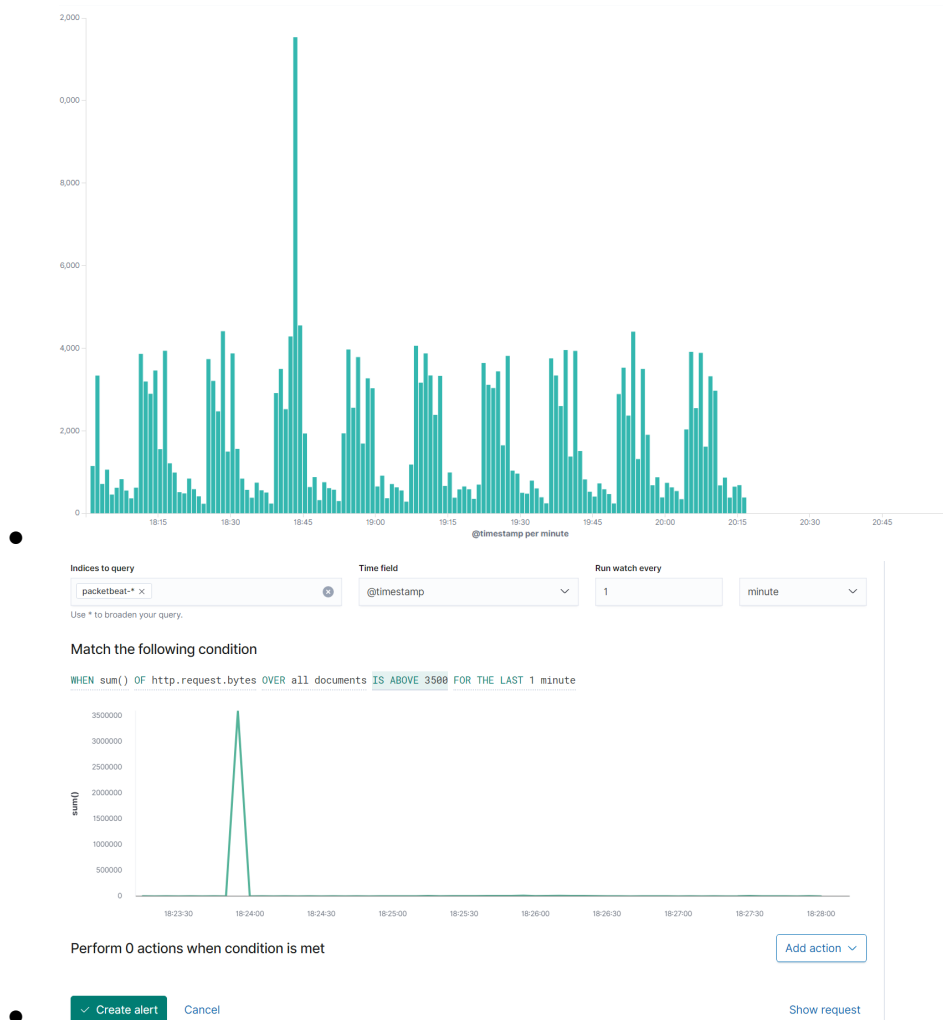 2,000
0,000
8,000
6,000
4,000
2,000
0
18:15 18:30 18:45 19:00 19:15 19:30 19:45 20:00 20:15 20:30 20:45
@timestamp per minute
Indices to query Time field Run watch every
packetbeat-* × @timestamp 1 minute
Use * to broaden your query.
Match the following condition
WHEN sum() OF http.request.bytes OVER all documents IS ABOVE 3500 FOR THE LAST 1 minute
3500000
3000000
2500000
2000000
1500000
1000000
500000
0
sum()
18:23:30 18:24:00 18:24:30 18:25:00 18:25:30 18:26:00 18:26:30 18:27:00 18:27:30 18:28:00
Perform 0 actions when condition is met Add action
Create alert Cancel Show request